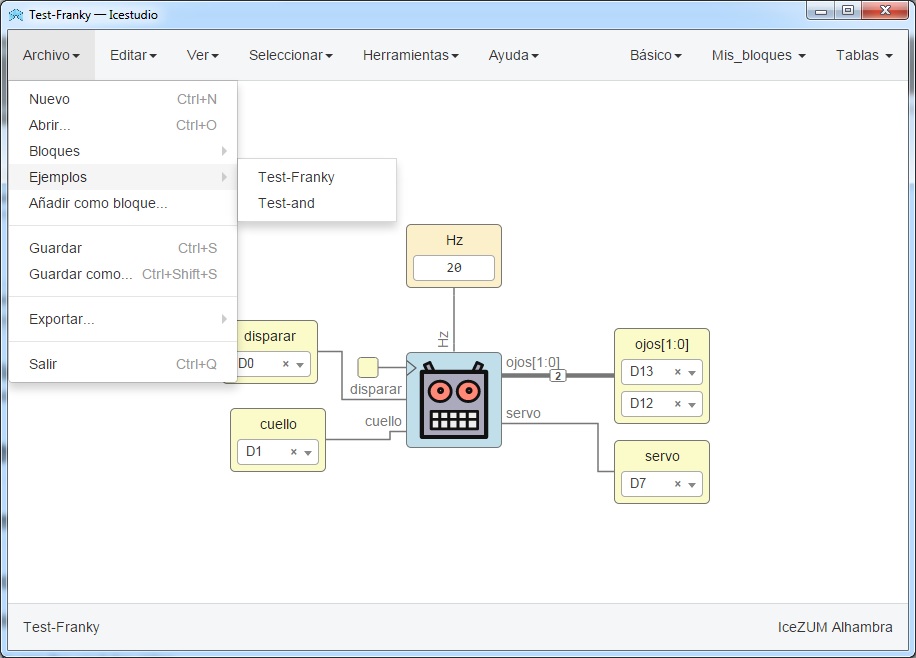 Test-Franky — Icestudio
Archivo Editar Ver Seleccionar Herramientas Ayuda Básico Mis_bloques Tablas
Nuevo Ctrl+N
Abrir... Ctrl+O
Bloques
Ejemplos
Añadir como bloque...
Guardar Ctrl+S
Guardar como... Ctrl+Shift+S
Exportar...
Salir Ctrl+Q
Test-Franky
Test-and
Hz
20
Hz
disparar
D0 ×
disparar
cuello
D1 ×
cuello
ojos[1:0]
2
servo
ojos[1:0]
D13 ×
D12 ×
servo
D7 ×
Test-Franky IceZUM Alhambra